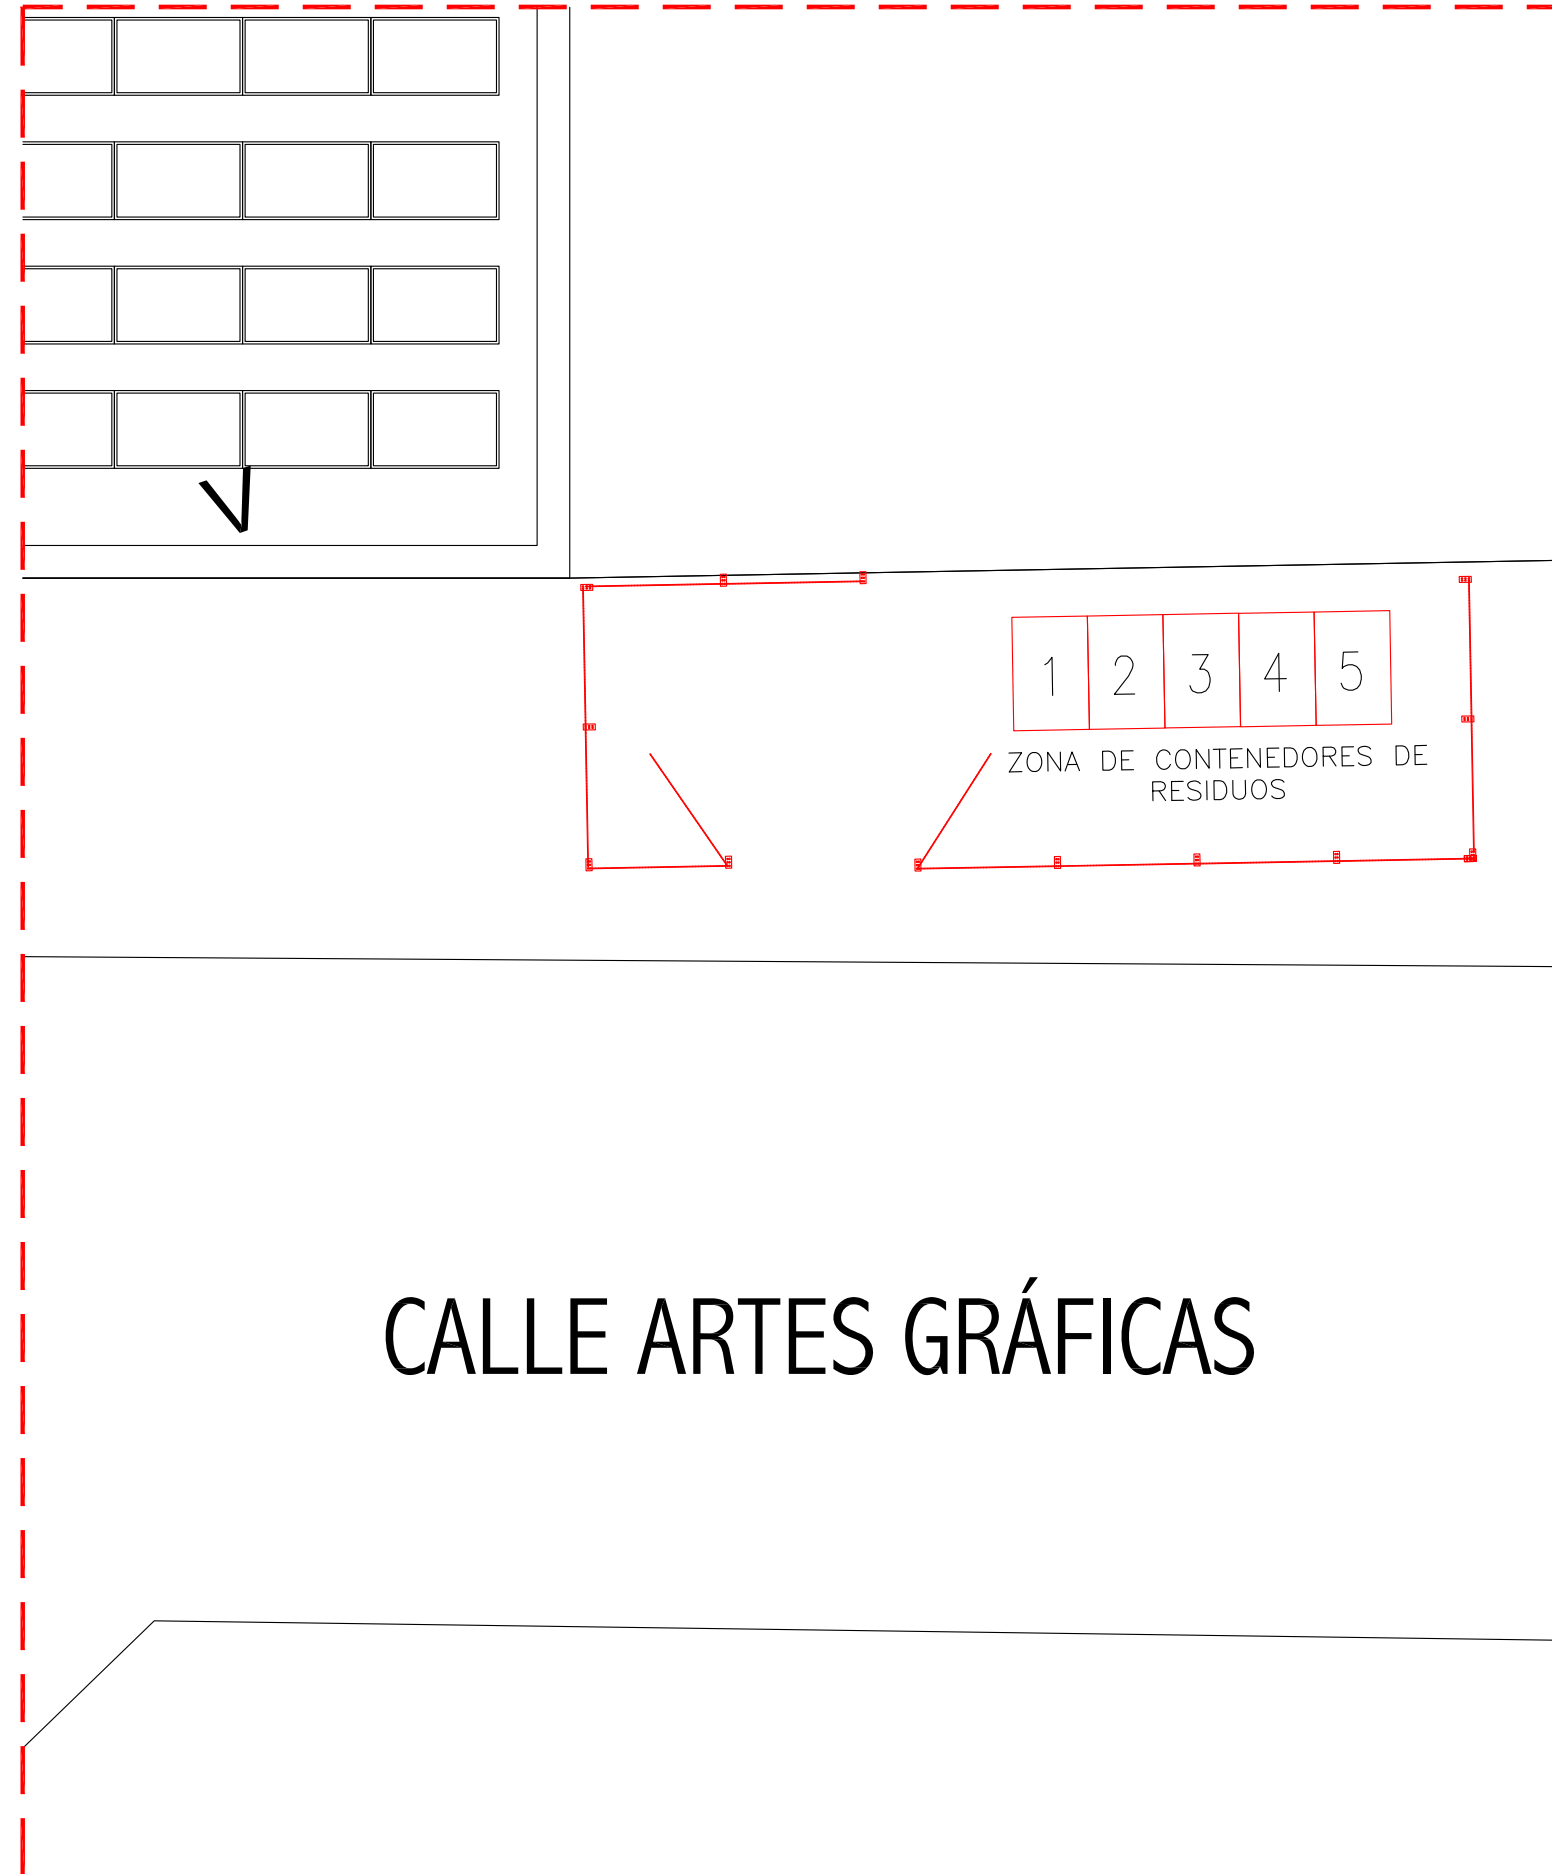 V
1 2 3 4 5
ZONA DE CONTENEDORES DE
RESIDUOS
CALLE ARTES GRÁFICAS